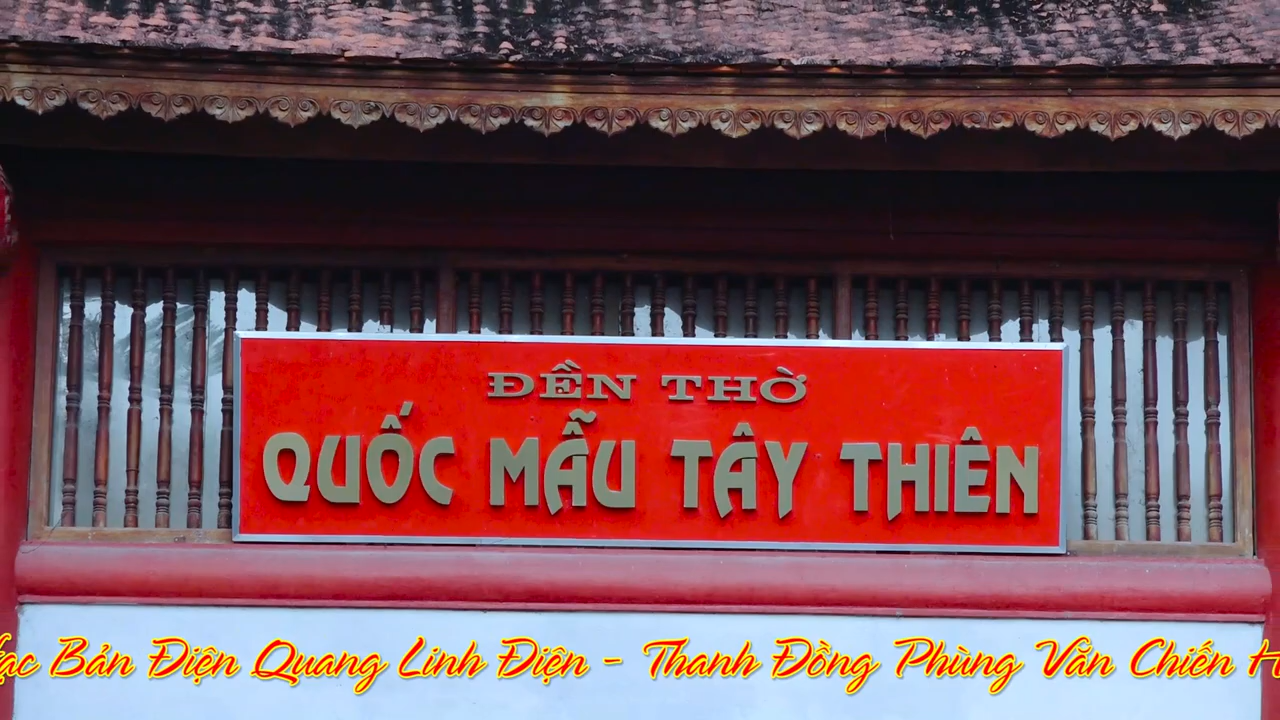 ĐỀN THỜ
QUỐC MẪU TÂY THIÊN
Bản Điện Quang Linh Điện - Thanh Đồng Phùng Văn Chiến